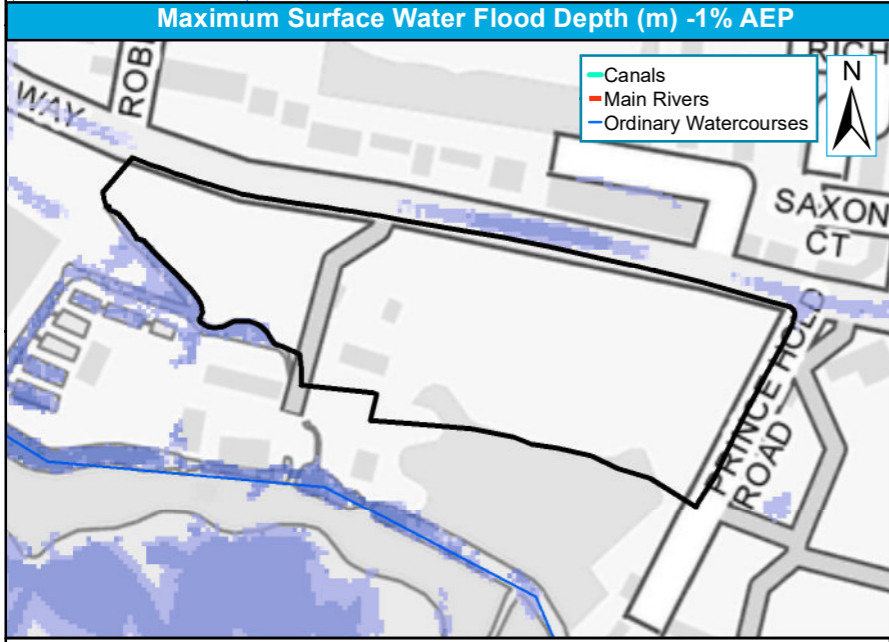 Maximum Surface Water Flood Depth (m) -1% AEP
Canals
Main Rivers
Ordinary Watercourses
N
RICH
ROBI
WAY
SAXON
CT
PRINCE HOLD
ROAD